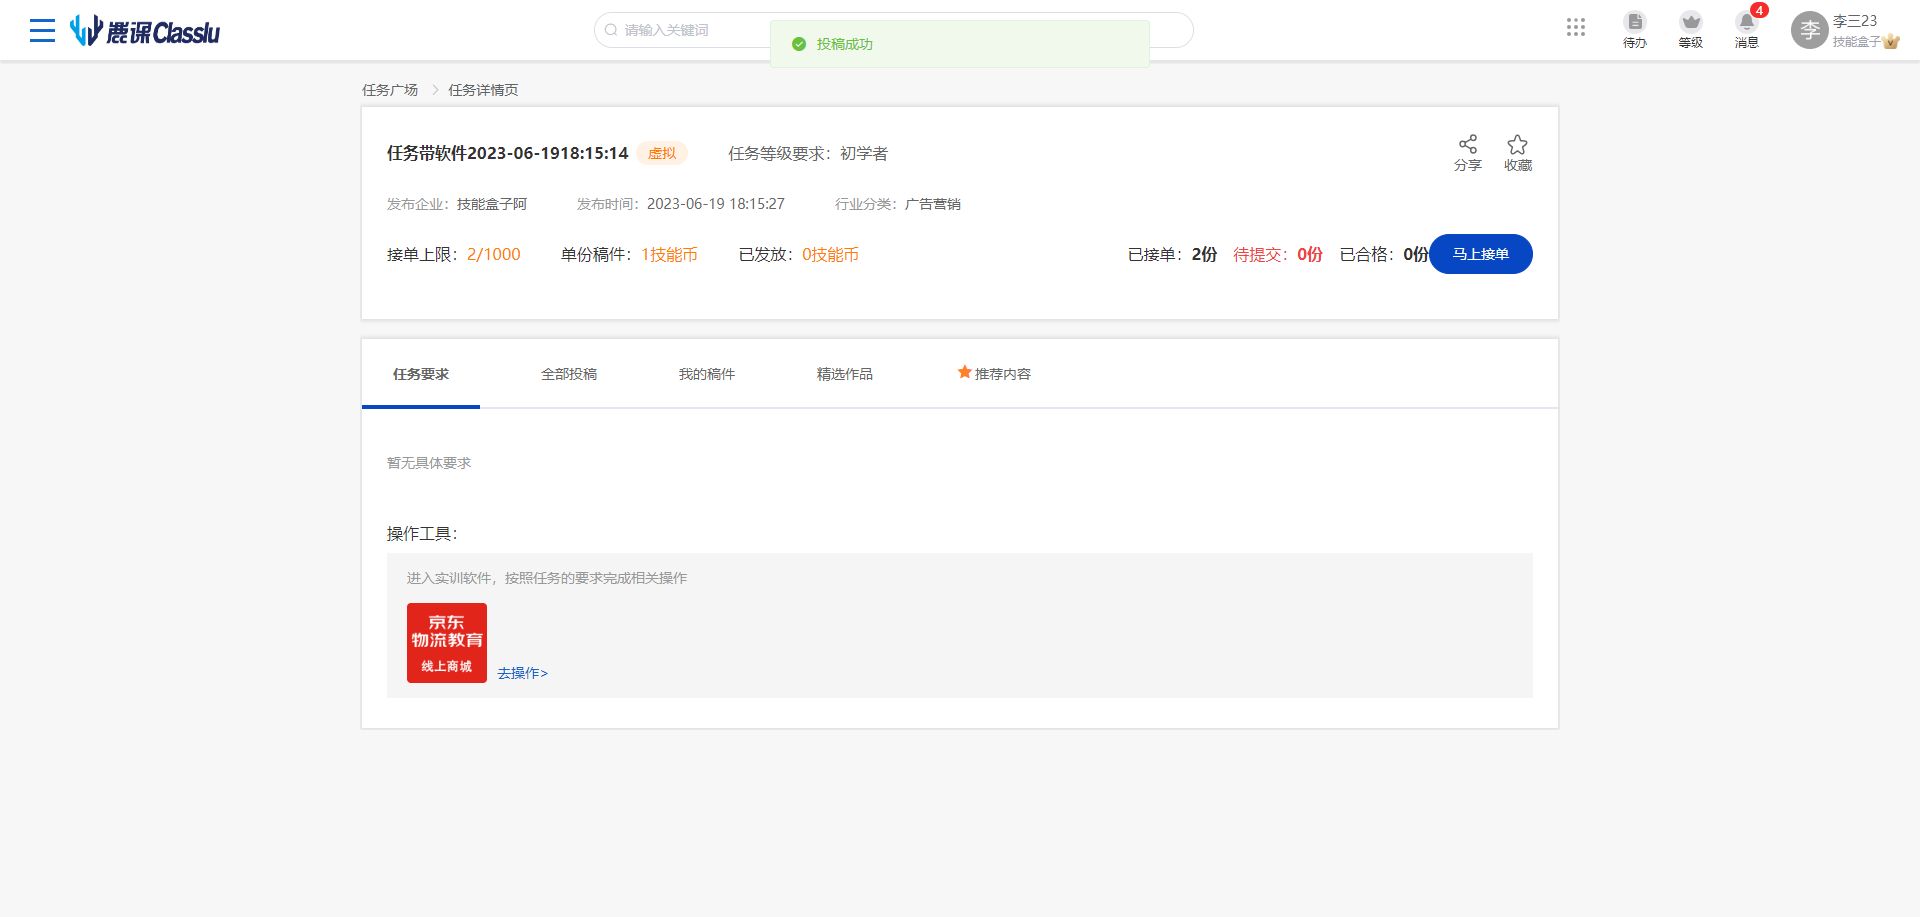 鹿课Classlu
请输入关键词
投稿成功
待办
等级
4
消息
李
李三23
技能盒子
任务广场 > 任务详情页
任务带软件2023-06-1918:15:14 虚拟 任务等级要求：初学者
分享 收藏
发布企业：技能盒子阿 发布时间：2023-06-19 18:15:27 行业分类：广告营销
接单上限：2/1000 单份稿件：1技能币 已发放：0技能币 已接单：2份 待提交：0份 已合格：0份 马上接单
任务要求 全部投稿 我的稿件 精选作品 推荐内容
暂无具体要求
操作工具：
进入实训软件，按照任务的要求完成相关操作
京东
物流教育
线上商城
去操作>